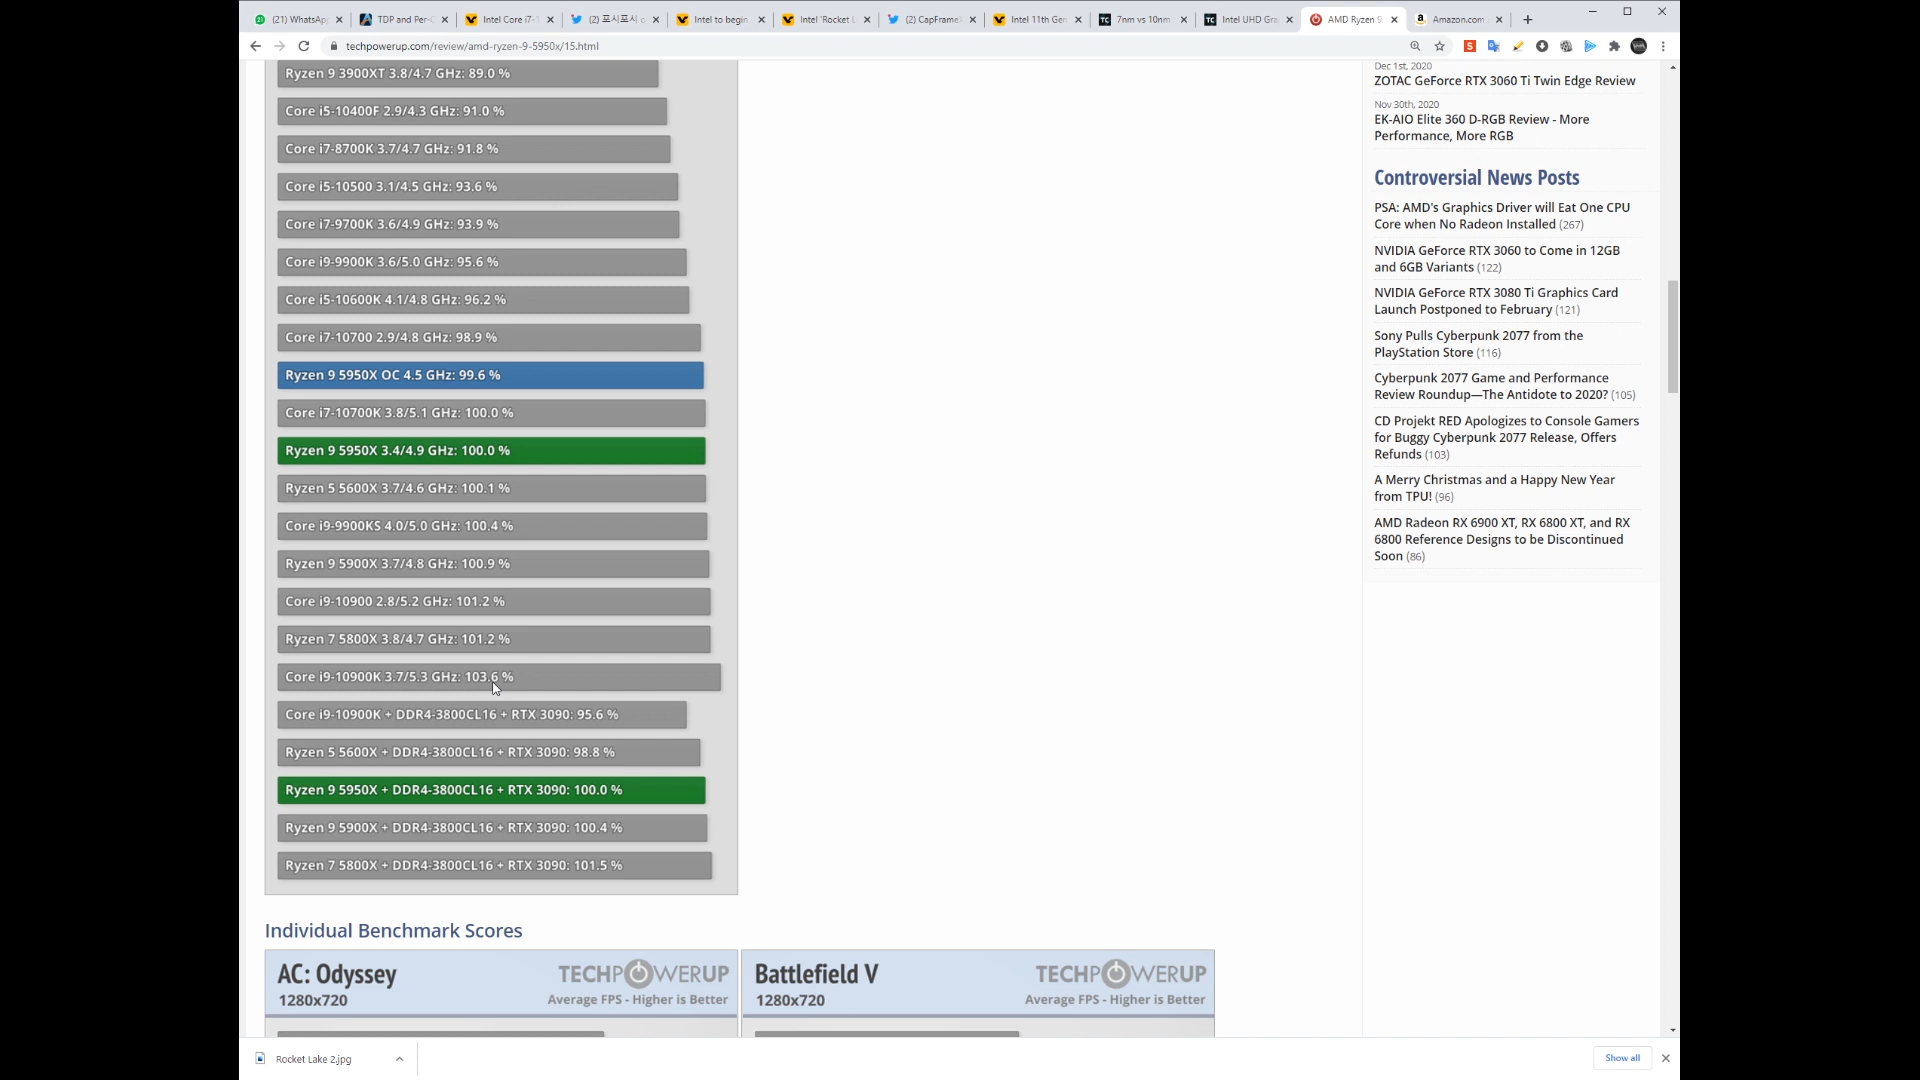 (21) WhatsAp
TDP and Per-C
Intel Core i7-1
(2) 포시포시 o
Intel to begin
Intel 'Rocket L
(2) CapFrameX
Intel 11th Gen
7nm vs 10nm
Intel UHD Gra
AMD Ryzen 9
Amazon.com
techpowerup.com/review/amd-ryzen-9-5950x/15.html
Ryzen 9 3900XT 3.8/4.7 GHz: 89.0 %
Core i5-10400F 2.9/4.3 GHz: 91.0 %
Core i7-8700K 3.7/4.7 GHz: 91.8 %
Core i5-10500 3.1/4.5 GHz: 93.6 %
Core i7-9700K 3.6/4.9 GHz: 93.9 %
Core i9-9900K 3.6/5.0 GHz: 95.6 %
Core i5-10600K 4.1/4.8 GHz: 96.2 %
Core i7-10700 2.9/4.8 GHz: 98.9 %
Ryzen 9 5950X OC 4.5 GHz: 99.6 %
Core i7-10700K 3.8/5.1 GHz: 100.0 %
Ryzen 9 5950X 3.4/4.9 GHz: 100.0 %
Ryzen 5 5600X 3.7/4.6 GHz: 100.1 %
Core i9-9900KS 4.0/5.0 GHz: 100.4 %
Ryzen 9 5900X 3.7/4.8 GHz: 100.9 %
Core i9-10900 2.8/5.2 GHz: 101.2 %
Ryzen 7 5800X 3.8/4.7 GHz: 101.2 %
Core i9-10900K 3.7/5.3 GHz: 103.6 %
Core i9-10900K + DDR4-3800CL16 + RTX 3090: 95.6 %
Ryzen 5 5600X + DDR4-3800CL16 + RTX 3090: 98.8 %
Ryzen 9 5950X + DDR4-3800CL16 + RTX 3090: 100.0 %
Ryzen 9 5900X + DDR4-3800CL16 + RTX 3090: 100.4 %
Ryzen 7 5800X + DDR4-3800CL16 + RTX 3090: 101.5 %
Individual Benchmark Scores
AC: Odyssey
TECHPOWERUP
1280x720
Average FPS - Higher is Better
Battlefield V
TECHPOWERUP
1280x720
Average FPS - Higher is Better
Dec 1st, 2020
ZOTAC GeForce RTX 3060 Ti Twin Edge Review
Nov 30th, 2020
EK-AIO Elite 360 D-RGB Review - More
Performance, More RGB
Controversial News Posts
PSA: AMD's Graphics Driver will Eat One CPU
Core when No Radeon Installed (267)
NVIDIA GeForce RTX 3060 to Come in 12GB
and 6GB Variants (122)
NVIDIA GeForce RTX 3080 Ti Graphics Card
Launch Postponed to February (121)
Sony Pulls Cyberpunk 2077 from the
PlayStation Store (116)
Cyberpunk 2077 Game and Performance
Review Roundup—The Antidote to 2020? (105)
CD Projekt RED Apologizes to Console Gamers
for Buggy Cyberpunk 2077 Release, Offers
Refunds (103)
A Merry Christmas and a Happy New Year
from TPU! (96)
AMD Radeon RX 6900 XT, RX 6800 XT, and RX
6800 Reference Designs to be Discontinued
Soon (86)
Rocket Lake 2.jpg
Show all